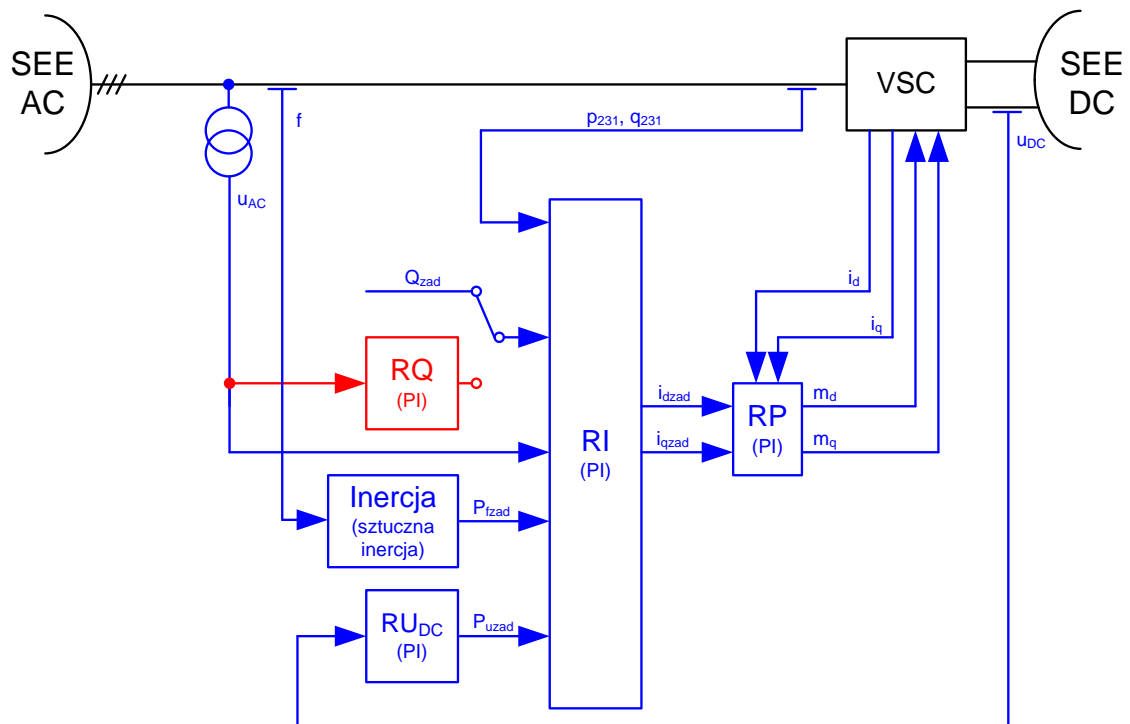 SEE
AC
VSC
SEE
DC
f
p231, q231
uDC
uAC
Qzad
id
iq
RQ
(PI)
idzad
iqzad
RP
(PI)
md
mq
RI
(PI)
Inercja
(sztuczna
inercja)
Pfzad
RUDC
(PI)
Puzad